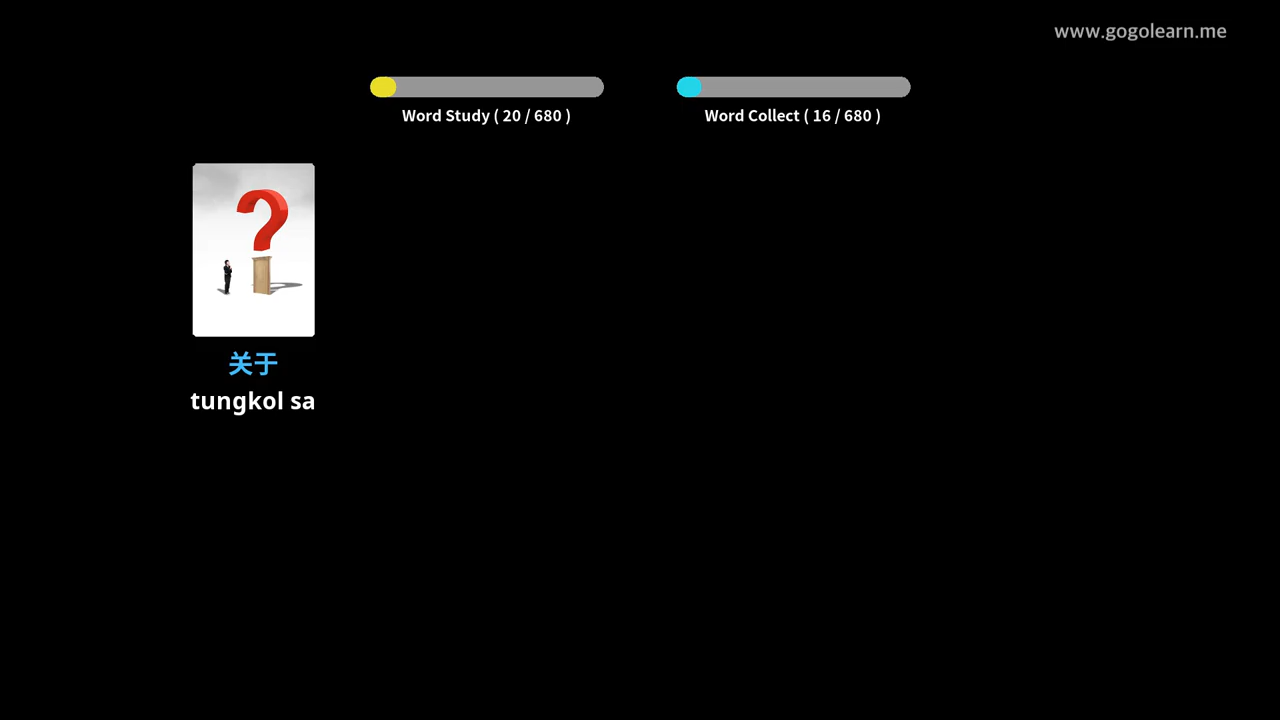 www.gogolearn.me
Word Study ( 20 / 680 )
Word Collect ( 16 / 680 )
关于
tungkol sa